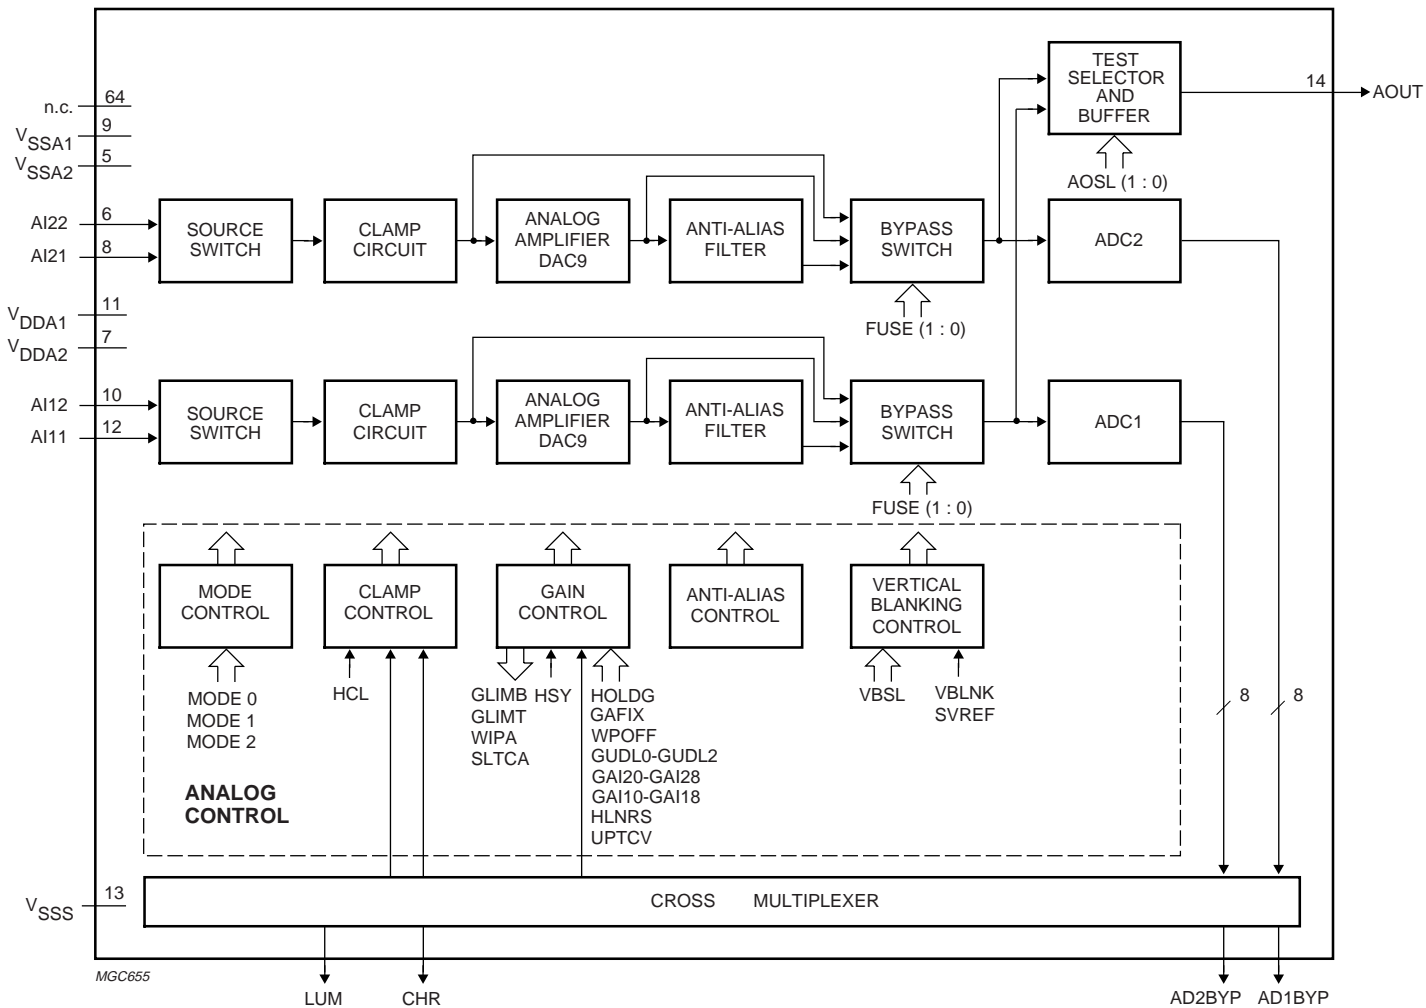 TEST
SELECTOR
AND
BUFFER
14
AOUT
n.c.
64
VSSA1
9
VSSA2
5
AOSL (1 : 0)
AI22
6
AI21
8
SOURCE
SWITCH
CLAMP
CIRCUIT
ANALOG
AMPLIFIER
DAC9
ANTI-ALIAS
FILTER
BYPASS
SWITCH
ADC2
VDDA1
11
VDDA2
7
FUSE (1 : 0)
AI12
10
AI11
12
SOURCE
SWITCH
CLAMP
CIRCUIT
ANALOG
AMPLIFIER
DAC9
ANTI-ALIAS
FILTER
BYPASS
SWITCH
ADC1
FUSE (1 : 0)
MODE
CONTROL
CLAMP
CONTROL
GAIN
CONTROL
ANTI-ALIAS
CONTROL
VERTICAL
BLANKING
CONTROL
MODE 0
MODE 1
MODE 2
HCL
GLIMB
GLIMT
WIPA
SLTCA
HSY
HOLDG
GAFIX
WPOFF
GUDL0-GUDL2
GAI20-GAI28
GAI10-GAI18
HLNRS
UPTCV
VBSL
VBLNK
SVREF
8
8
ANALOG
CONTROL
VSSS
13
CROSS MULTIPLEXER
MGC655
LUM
CHR
AD2BYP
AD1BYP